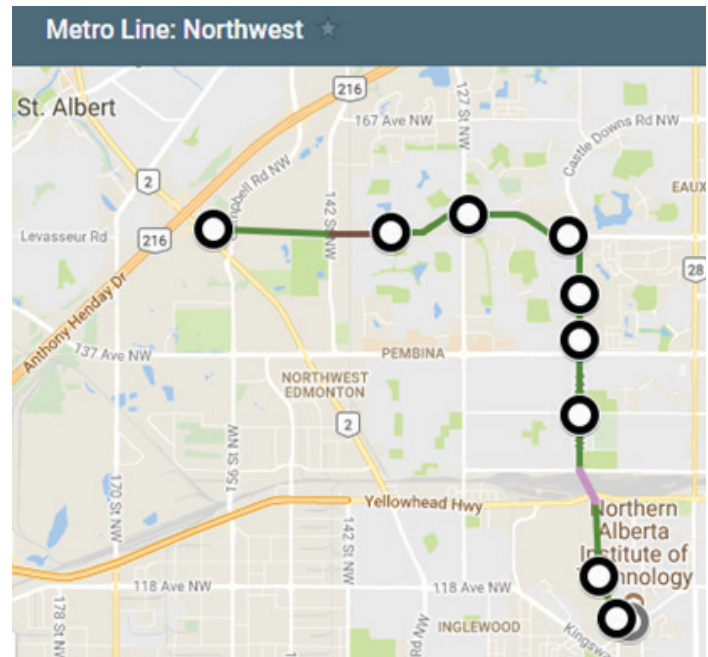 Metro Line: Northwest
216
St. Albert
127 St NW
167 Ave NW
Castle Downs Rd NW
2
Campbell Rd NW
142 St NW
EAUX
Levasseur Rd
216
28
Anthony Henday Dr
137 Ave NW
PEMBINA
NORTHWEST
EDMONTON
2
156 St NW
170 St NW
Yellowhead Hwy
Northern
Alberta
Institute of
142 St NW
118 Ave NW
118 Ave NW
178 St NW
Rd NW
INGLEWOOD
Kingsway